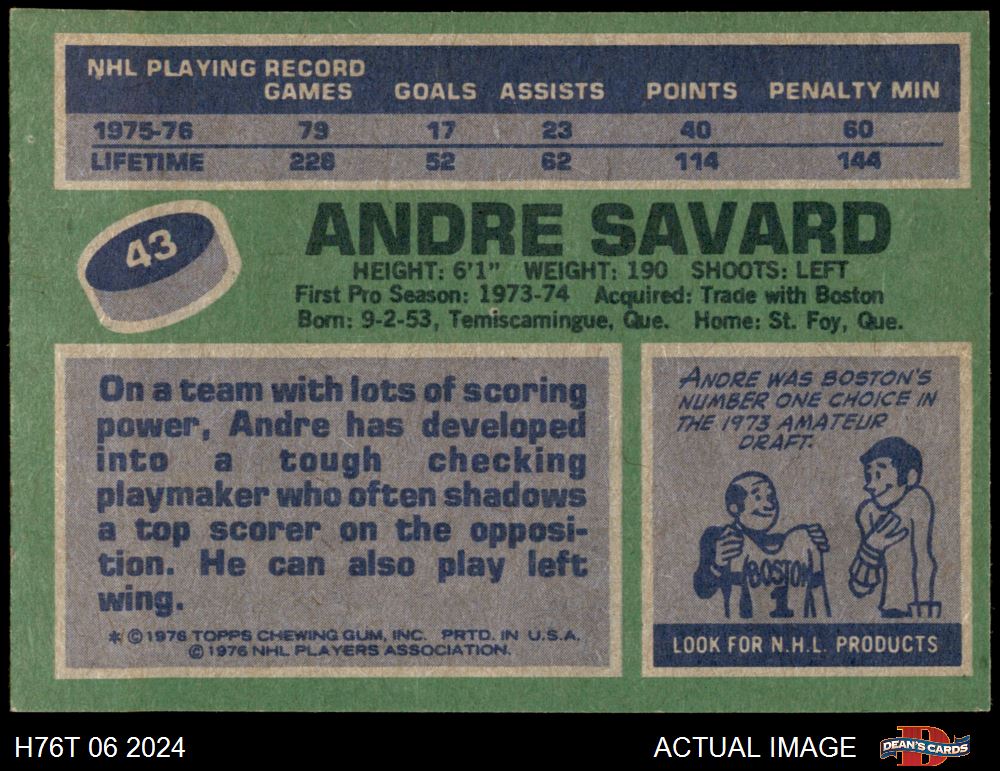 NHL PLAYING RECORD
GAMES GOALS ASSISTS POINTS PENALTY MIN
1975-76 79 17 23 40 60
LIFETIME 228 52 62 114 144
43
ANDRE SAVARD
HEIGHT: 6'1" WEIGHT: 190 SHOOTS: LEFT
First Pro Season: 1973-74 Acquired: Trade with Boston
Born: 9-2-53, Temiscamingue, Que. Home: St. Foy, Que.
On a team with lots of scoring
power, Andre has developed
into a tough checking
playmaker who often shadows
a top scorer on the opposi-
tion. He can also play left
wing.
* © 1976 TOPPS CHEWING GUM, INC. PRTD. IN U.S.A.
© 1976 NHL PLAYERS ASSOCIATION.
ANDRE WAS BOSTON'S
NUMBER ONE CHOICE IN
THE 1973 AMATEUR
DRAFT.
BOSTON
1
LOOK FOR N.H.L. PRODUCTS
H76T 06 2024
ACTUAL IMAGE
DEAN'S CARDS